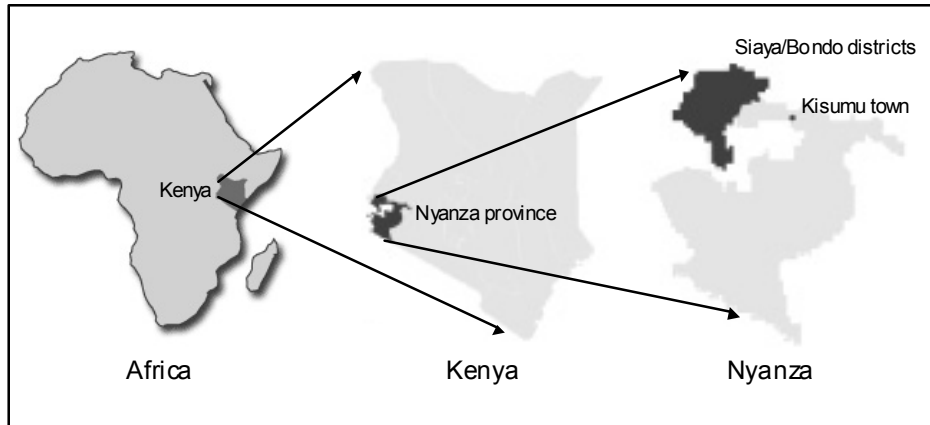 Siaya/Bondo districts
Kisumu town
Kenya
Nyanza province
Africa
Kenya
Nyanza